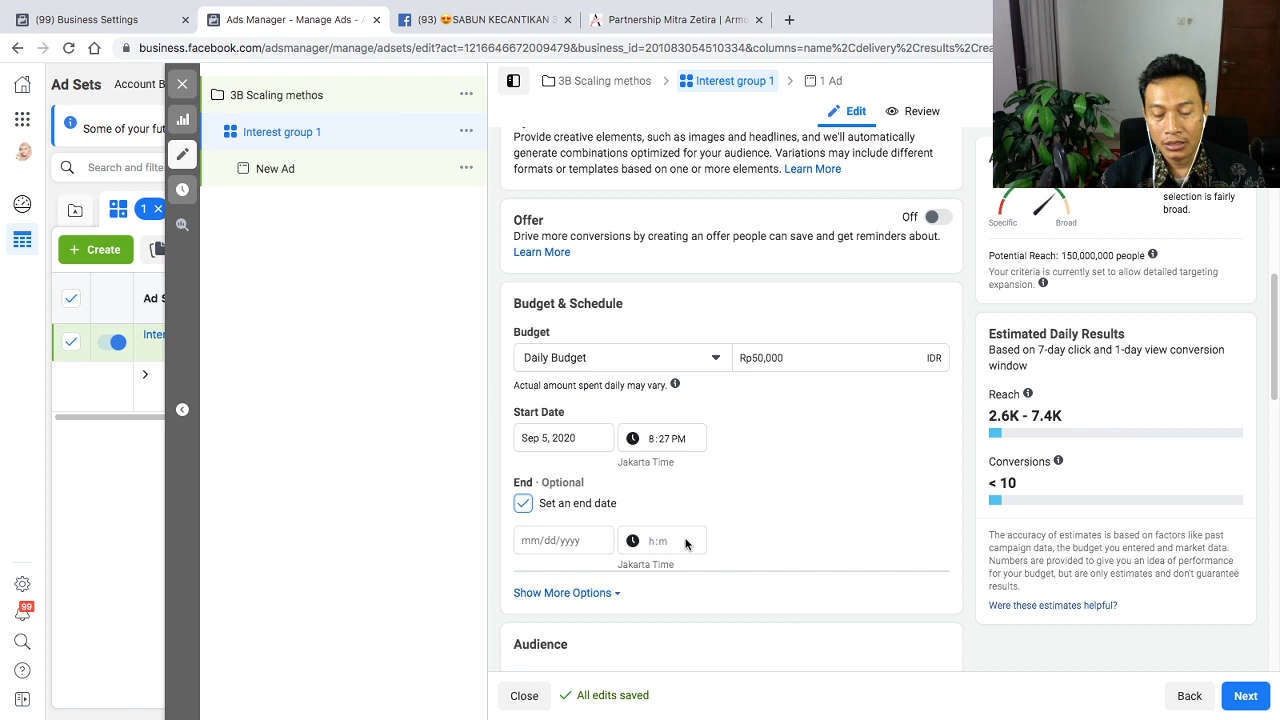 (99) Business Settings
Ads Manager - Manage Ads - A
(93) 😍SABUN KECANTIKAN S
Partnership Mitra Zetira | Armo
business.facebook.com/adsmanager/manage/adsets/edit?act=1216646672009479&business_id=201083054510334&columns=name%2Cdelivery%2Cresults%2Crea
Ad Sets
Account B
Some of your fut
Search and filte
1
+ Create
Ad S
Inter
99
3B Scaling methos
Interest group 1
New Ad
3B Scaling methos
Interest group 1
1 Ad
Edit
Review
Provide creative elements, such as images and headlines, and we'll automatically
generate combinations optimized for your audience. Variations may include different
formats or templates based on one or more elements. Learn More
Offer
Off
Drive more conversions by creating an offer people can save and get reminders about.
Learn More
Budget & Schedule
Budget
Daily Budget
Rp50,000
IDR
Actual amount spent daily may vary.
Start Date
Sep 5, 2020
8:27 PM
Jakarta Time
End · Optional
Set an end date
mm/dd/yyyy
h:m
Jakarta Time
Show More Options
Audience
Close
All edits saved
Back
Next
selection is fairly
broad.
Specific
Broad
Potential Reach: 150,000,000 people
Your criteria is currently set to allow detailed targeting
expansion.
Estimated Daily Results
Based on 7-day click and 1-day view conversion
window
Reach
2.6K - 7.4K
Conversions
< 10
The accuracy of estimates is based on factors like past
campaign data, the budget you entered and market data.
Numbers are provided to give you an idea of performance
for your budget, but are only estimates and don't guarantee
results.
Were these estimates helpful?